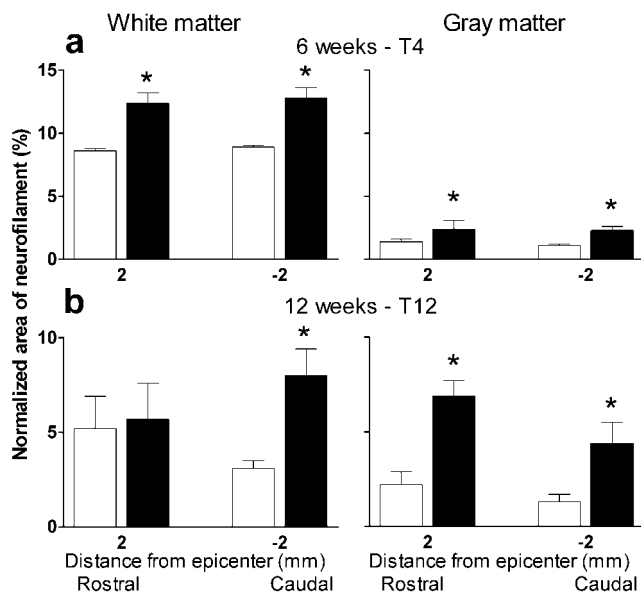 White matter Gray matter
a 6 weeks - T4
15
*
*
10
5
*
*
0
2 -2 2 -2
b 12 weeks - T12
10
*
*
*
5
0
2 -2 2 -2
Normalized area of neurofilament (%)
Distance from epicenter (mm) Distance from epicenter (mm)
Rostral Caudal Rostral Caudal